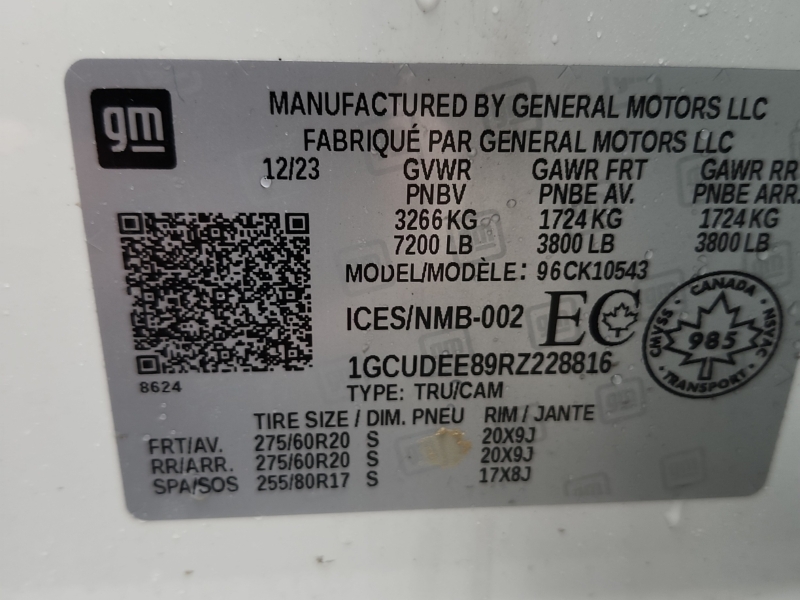 gm
MANUFACTURED BY GENERAL MOTORS LLC
FABRIQUÉ PAR GENERAL MOTORS LLC
12/23 GVWR GAWR FRT GAWR RR
PNBV PNBE AV. PNBE ARR.
3266 KG 1724 KG 1724 KG
7200 LB 3800 LB 3800 LB
MODEL/MODÈLE: 96CK10543
ICES/NMB-002 EC
CANADA
CMVSS 985 NSVAC
TRANSPORT
1GCUDEE89RZ228816
8624
TYPE: TRU/CAM
TIRE SIZE / DIM. PNEU RIM / JANTE
FRT/AV. 275/60R20 S 20X9J
RR/ARR. 275/60R20 S 20X9J
SPA/SOS 255/80R17 S 17X8J